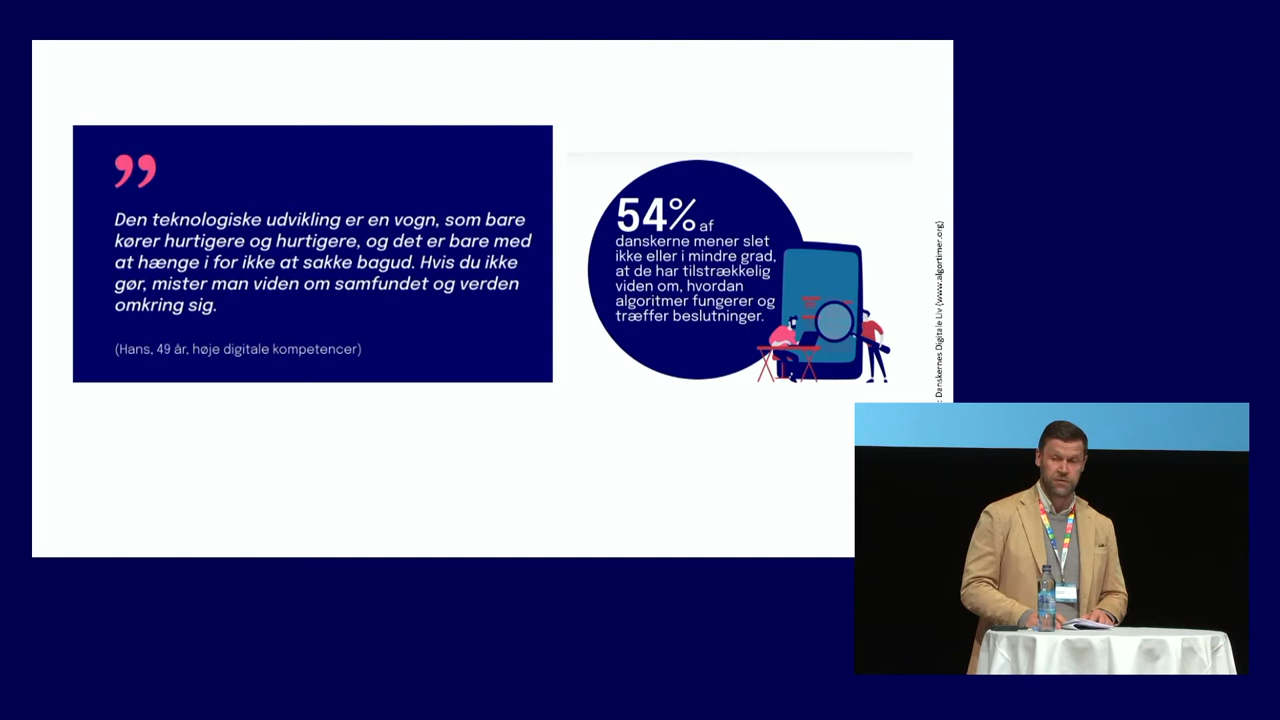 Den teknologiske udvikling er en vogn, som bare
kører hurtigere og hurtigere, og det er bare med
at hænge i for ikke at sakke bagud. Hvis du ikke
gør, mister man viden om samfundet og verden
omkring sig.
(Hans, 49 år, høje digitale kompetencer)
54% af
danskerne mener slet
ikke eller i mindre grad,
at de har tilstrækkelig
viden om, hvordan
algoritmer fungerer og
træffer beslutninger.
: Danskernes Digitale Liv (www.algortimer.org)